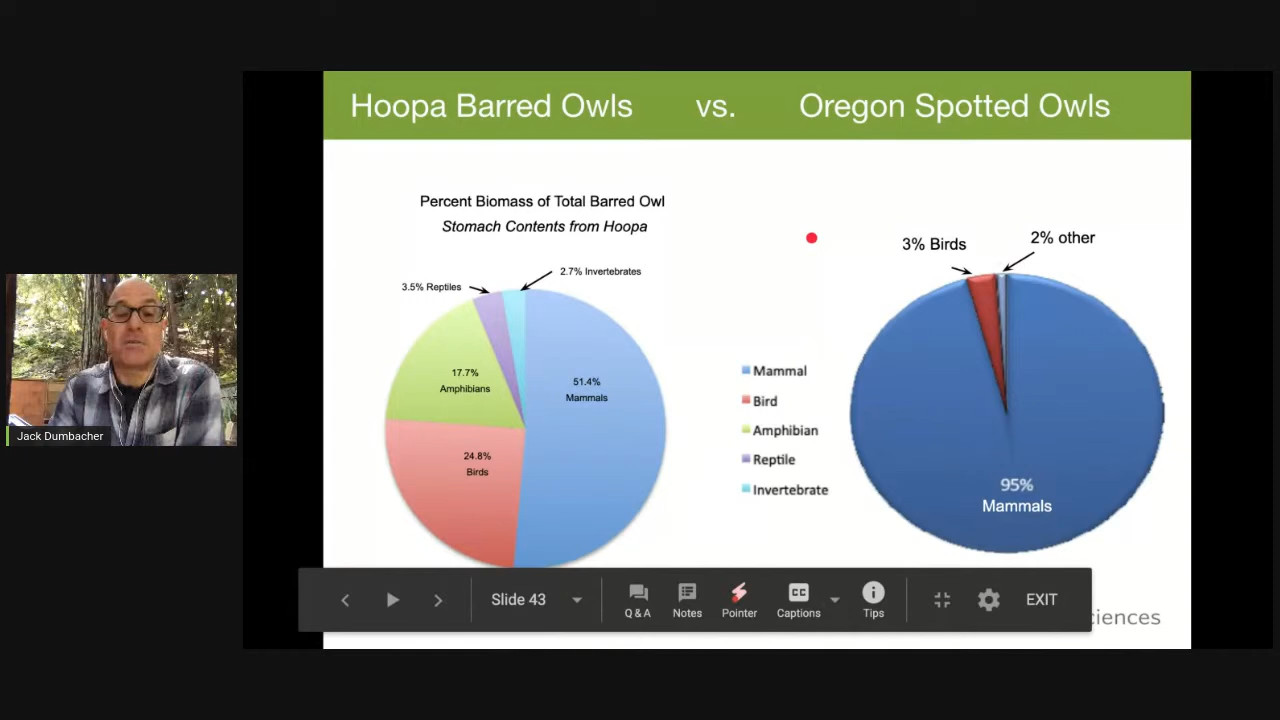 Hoopa Barred Owls vs. Oregon Spotted Owls
Percent Biomass of Total Barred Owl
Stomach Contents from Hoopa
3.5% Reptiles
2.7% Invertebrates
17.7%
Amphibians
51.4%
Mammals
24.8%
Birds
Mammal
Bird
Amphibian
Reptile
Invertebrate
3% Birds
2% other
95%
Mammals
Jack Dumbacher
Slide 43
Q & A
Notes
Pointer
CC
Captions
Tips
EXIT
ciences